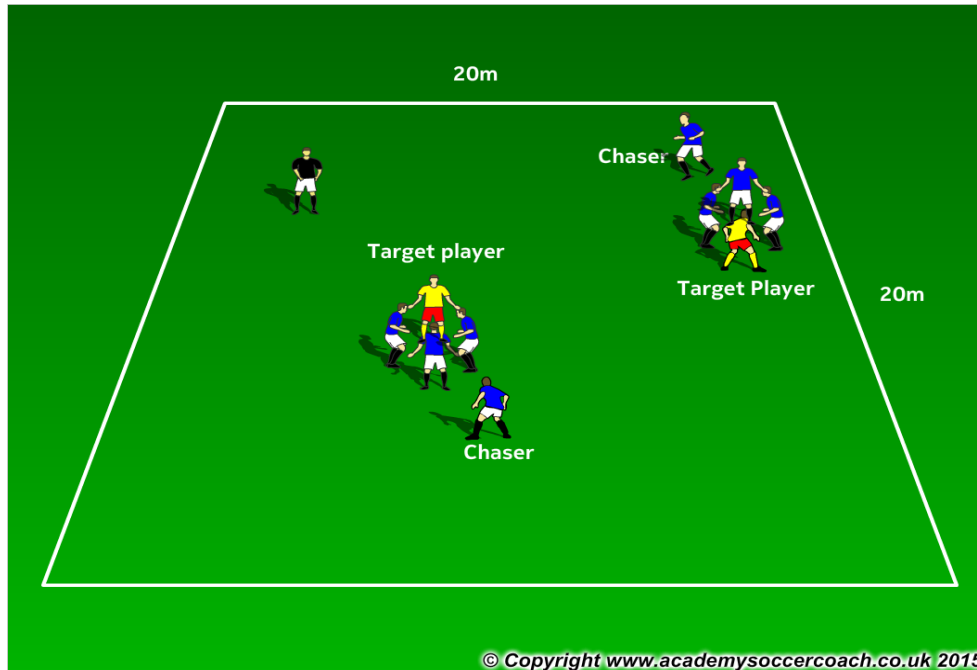 20m
Chaser
Target player
Target Player
20m
Chaser
© Copyright www.academysoccercoach.co.uk 2015